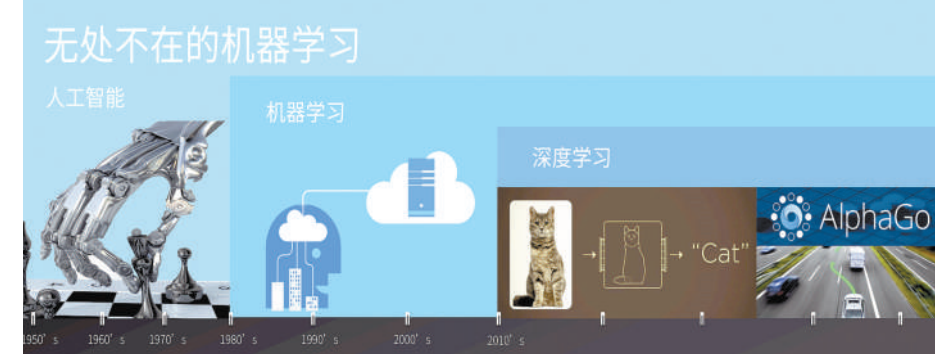 无处不在的机器学习
人工智能
机器学习
深度学习
AlphaGo
“Cat”
1950’ s
1960’ s
1970’ s
1980’ s
1990’ s
2000’ s
2010’ s